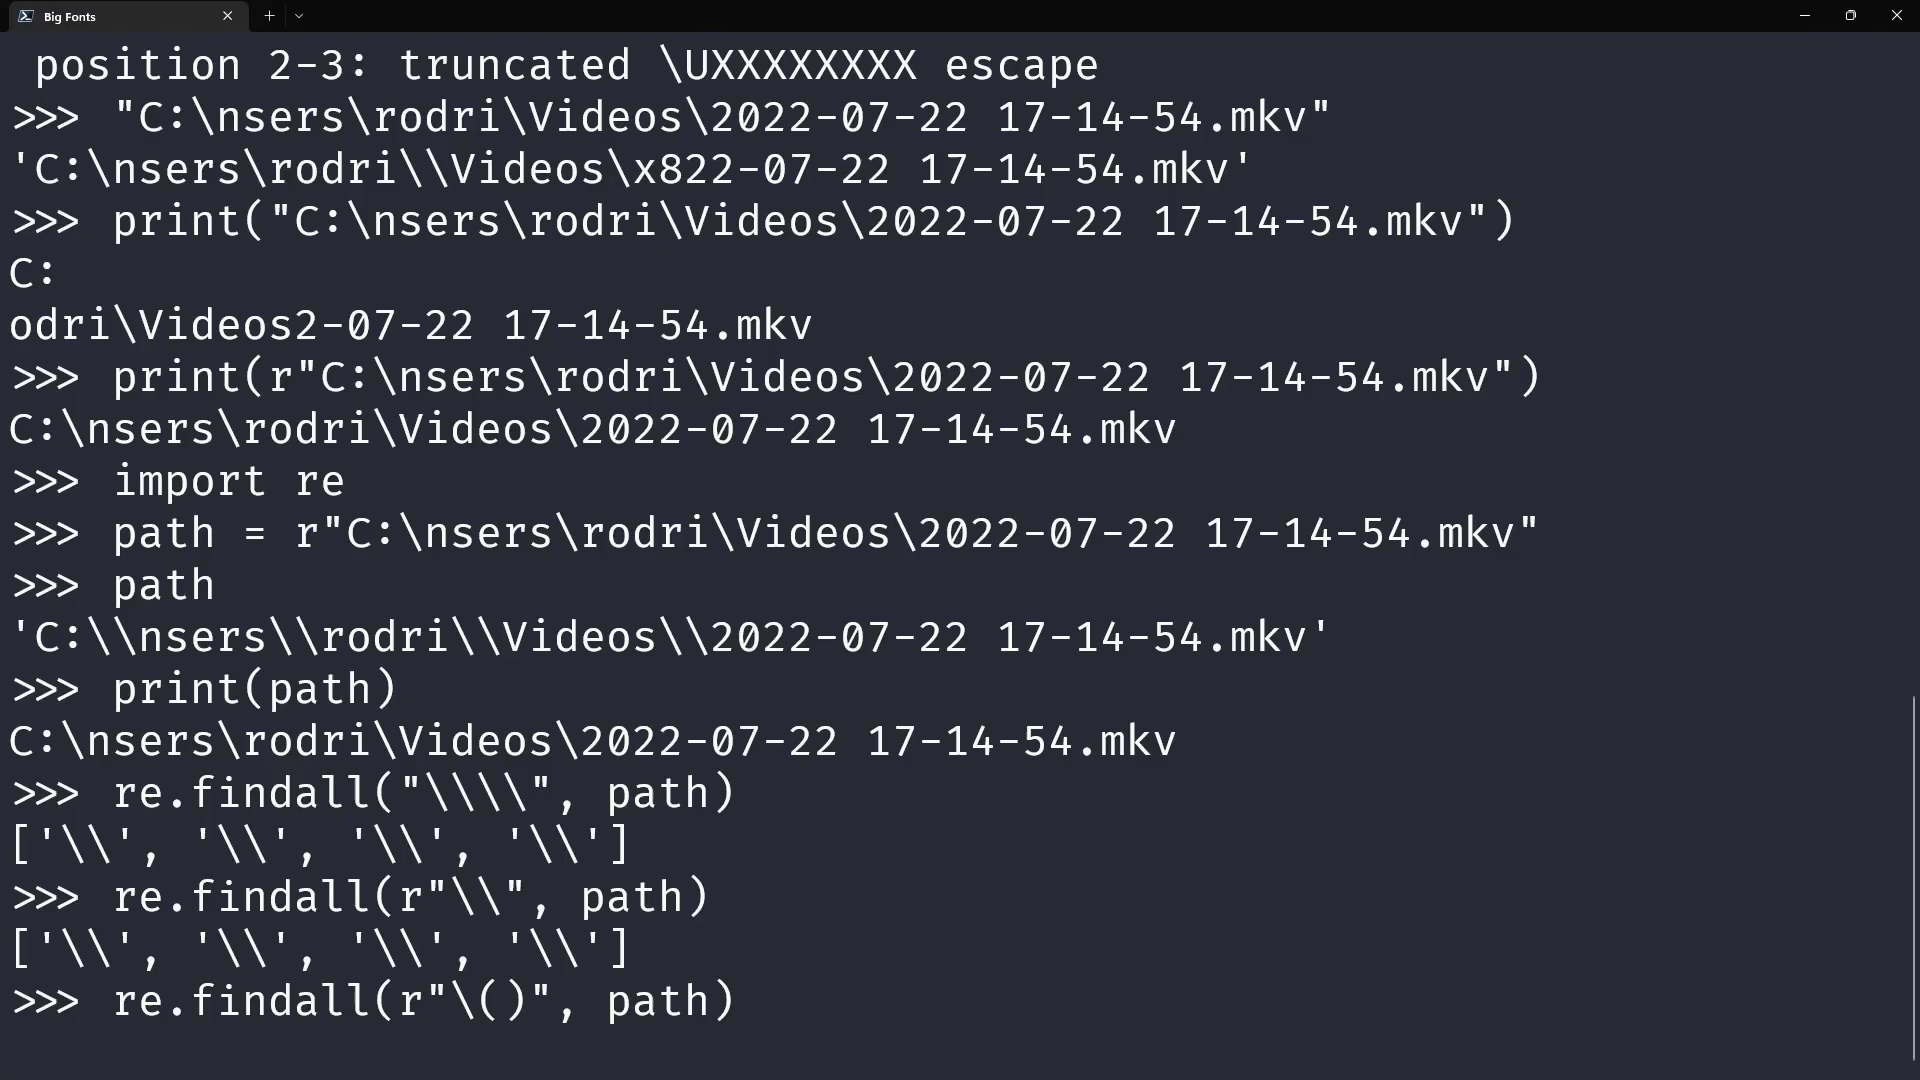 Big Fonts
position 2-3: truncated \UXXXXXXXX escape
>>> "C:\nsers\rodri\Videos\2022-07-22 17-14-54.mkv"
'C:\nsers\rodri\\Videos\x822-07-22 17-14-54.mkv'
>>> print("C:\nsers\rodri\Videos\2022-07-22 17-14-54.mkv")
C:
odri\Videos2-07-22 17-14-54.mkv
>>> print(r"C:\nsers\rodri\Videos\2022-07-22 17-14-54.mkv")
C:\nsers\rodri\Videos\2022-07-22 17-14-54.mkv
>>> import re
>>> path = r"C:\nsers\rodri\Videos\2022-07-22 17-14-54.mkv"
>>> path
'C:\\nsers\\rodri\\Videos\\2022-07-22 17-14-54.mkv'
>>> print(path)
C:\nsers\rodri\Videos\2022-07-22 17-14-54.mkv
>>> re.findall("\\\\", path)
['\\', '\\', '\\', '\\']
>>> re.findall(r"\\", path)
['\\', '\\', '\\', '\\']
>>> re.findall(r"\()", path)